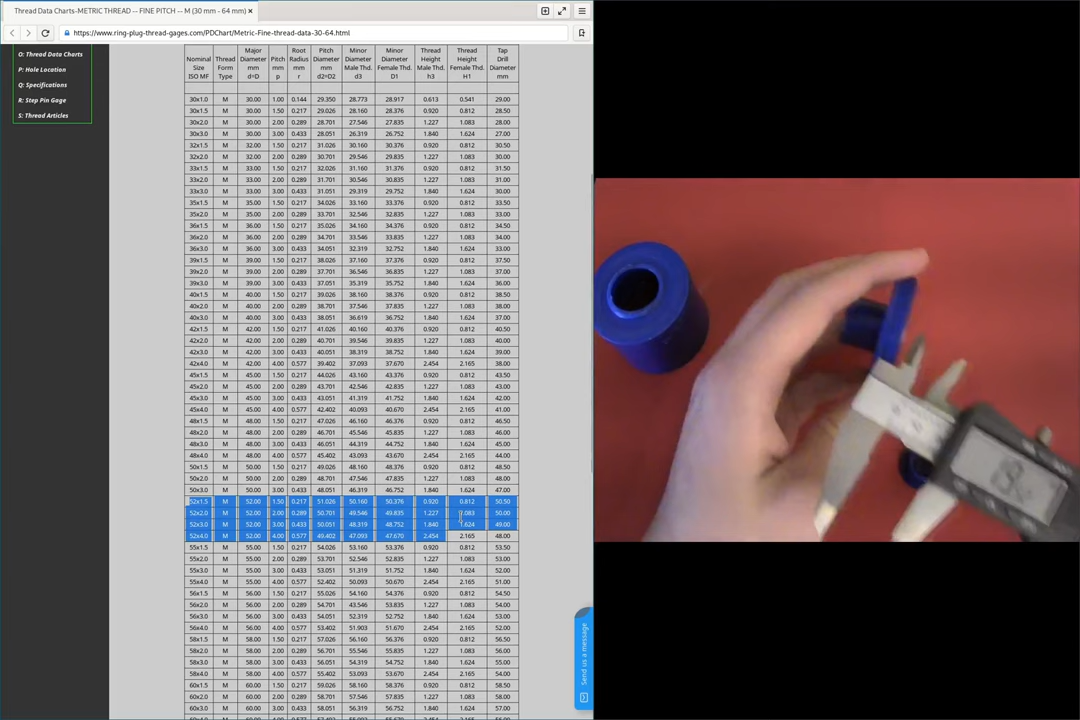 Thread Data Charts-METRIC THREAD -- FINE PITCH -- M (30 mm - 64 mm)
https://www.ring-plug-thread-gages.com/PDChart/Metric-Fine-thread-data-30-64.html
O: Thread Data Charts
P: Hole Location
Q: Specifications
R: Step Pin Gage
S: Thread Articles
Nominal Size ISO MF Thread Form Type Major Diameter mm d=D Pitch mm p Root Radius mm r Pitch Diameter mm d2=D2 Minor Diameter Male Thd. d3 Minor Diameter Female Thd. D1 Thread Height Male Thd. h3 Thread Height Female Thd. H1 Tap Drill Diameter mm
30x1.0 M 30.00 1.00 0.144 29.350 28.773 28.917 0.613 0.541 29.00
30x1.5 M 30.00 1.50 0.217 29.026 28.160 28.376 0.920 0.812 28.50
30x2.0 M 30.00 2.00 0.289 28.701 27.546 27.835 1.227 1.083 28.00
30x3.0 M 30.00 3.00 0.433 28.051 26.319 26.752 1.840 1.624 27.00
32x1.5 M 32.00 1.50 0.217 31.026 30.160 30.376 0.920 0.812 30.50
32x2.0 M 32.00 2.00 0.289 30.701 29.546 29.835 1.227 1.083 30.00
33x1.5 M 33.00 1.50 0.217 32.026 31.160 31.376 0.920 0.812 31.50
33x2.0 M 33.00 2.00 0.289 31.701 30.546 30.835 1.227 1.083 31.00
33x3.0 M 33.00 3.00 0.433 31.051 29.319 29.752 1.840 1.624 30.00
35x1.5 M 35.00 1.50 0.217 34.026 33.160 33.376 0.920 0.812 33.50
35x2.0 M 35.00 2.00 0.289 33.701 32.546 32.835 1.227 1.083 33.00
36x1.5 M 36.00 1.50 0.217 35.026 34.160 34.376 0.920 0.812 34.50
36x2.0 M 36.00 2.00 0.289 34.701 33.546 33.835 1.227 1.083 34.00
36x3.0 M 36.00 3.00 0.433 34.051 32.319 32.752 1.840 1.624 33.00
39x1.5 M 39.00 1.50 0.217 38.026 37.160 37.376 0.920 0.812 37.50
39x2.0 M 39.00 2.00 0.289 37.701 36.546 36.835 1.227 1.083 37.00
39x3.0 M 39.00 3.00 0.433 37.051 35.319 35.752 1.840 1.624 36.00
40x1.5 M 40.00 1.50 0.217 39.026 38.160 38.376 0.920 0.812 38.50
40x2.0 M 40.00 2.00 0.289 38.701 37.546 37.835 1.227 1.083 38.00
40x3.0 M 40.00 3.00 0.433 38.051 36.619 36.752 1.840 1.624 37.00
42x1.5 M 42.00 1.50 0.217 41.026 40.160 40.376 0.920 0.812 40.50
42x2.0 M 42.00 2.00 0.289 40.701 39.546 39.835 1.227 1.083 40.00
42x3.0 M 42.00 3.00 0.433 40.051 38.319 38.752 1.840 1.624 39.00
42x4.0 M 42.00 4.00 0.577 39.402 37.093 37.670 2.454 2.165 38.00
45x1.5 M 45.00 1.50 0.217 44.026 43.160 43.376 0.920 0.812 43.50
45x2.0 M 45.00 2.00 0.289 43.701 42.546 42.835 1.227 1.083 43.00
45x3.0 M 45.00 3.00 0.433 43.051 41.319 41.752 1.840 1.624 42.00
45x4.0 M 45.00 4.00 0.577 42.402 40.093 40.670 2.454 2.165 41.00
48x1.5 M 48.00 1.50 0.217 47.026 46.160 46.376 0.920 0.812 46.50
48x2.0 M 48.00 2.00 0.289 46.701 45.546 45.835 1.227 1.083 46.00
48x3.0 M 48.00 3.00 0.433 46.051 44.319 44.752 1.840 1.624 45.00
48x4.0 M 48.00 4.00 0.577 45.402 43.093 43.670 2.454 2.165 44.00
50x1.5 M 50.00 1.50 0.217 49.026 48.160 48.376 0.920 0.812 48.50
50x2.0 M 50.00 2.00 0.289 48.701 47.546 47.835 1.227 1.083 48.00
50x3.0 M 50.00 3.00 0.433 48.051 46.319 46.752 1.840 1.624 47.00
52x1.5 M 52.00 1.50 0.217 51.026 50.160 50.376 0.920 0.812 50.50
52x2.0 M 52.00 2.00 0.289 50.701 49.546 49.835 1.227 1.083 50.00
52x3.0 M 52.00 3.00 0.433 50.051 48.319 48.752 1.840 1.624 49.00
52x4.0 M 52.00 4.00 0.577 49.402 47.093 47.670 2.454 2.165 48.00
55x1.5 M 55.00 1.50 0.217 54.026 53.160 53.376 0.920 0.812 53.50
55x2.0 M 55.00 2.00 0.289 53.701 52.546 52.835 1.227 1.083 53.00
55x3.0 M 55.00 3.00 0.433 53.051 51.319 51.752 1.840 1.624 52.00
55x4.0 M 55.00 4.00 0.577 52.402 50.093 50.670 2.454 2.165 51.00
56x1.5 M 56.00 1.50 0.217 55.026 54.160 54.376 0.920 0.812 54.50
56x2.0 M 56.00 2.00 0.289 54.701 43.546 53.835 1.227 1.083 54.00
56x3.0 M 56.00 3.00 0.433 54.051 52.319 52.752 1.840 1.624 53.00
56x4.0 M 56.00 4.00 0.577 53.402 51.903 51.670 2.454 2.165 52.00
58x1.5 M 58.00 1.50 0.217 57.026 56.160 56.376 0.920 0.812 56.50
58x2.0 M 58.00 2.00 0.289 56.701 55.546 55.835 1.227 1.083 56.00
58x3.0 M 58.00 3.00 0.433 56.051 54.319 54.752 1.840 1.624 55.00
58x4.0 M 58.00 4.00 0.577 55.402 53.093 53.670 2.454 2.165 54.00
60x1.5 M 60.00 1.50 0.217 59.026 58.160 58.376 0.920 0.812 58.50
60x2.0 M 60.00 2.00 0.289 58.701 57.546 57.835 1.227 1.083 58.00
60x3.0 M 60.00 3.00 0.433 58.051 56.319 56.752 1.840 1.624 57.00
Send us a message